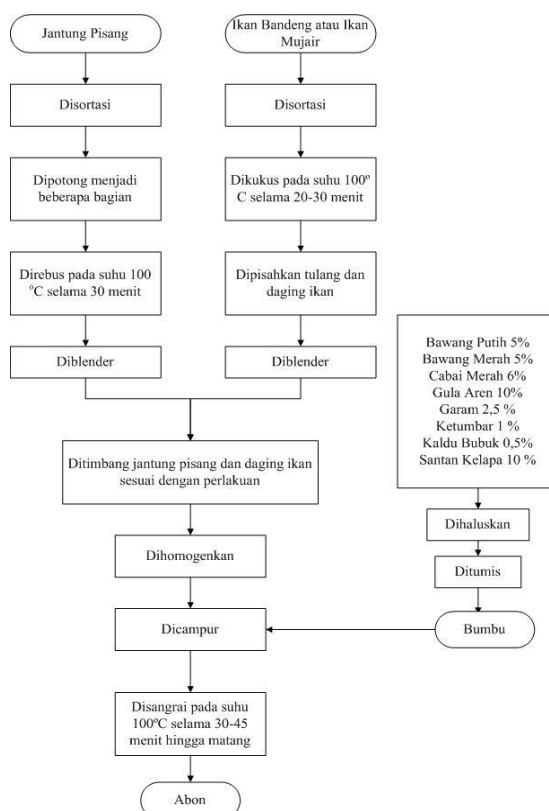 Jantung Pisang
Disortasi
Dipotong menjadi
beberapa bagian
Direbus pada suhu 100
°C selama 30 menit
Diblender
Ikan Bandeng atau Ikan
Mujair
Disortasi
Dikukus pada suhu 100°
C selama 20-30 menit
Dipisahkan tulang dan
daging ikan
Diblender
Ditimbang jantung pisang dan daging ikan
sesuai dengan perlakuan
Dihomogenkan
Bawang Putih 5%
Bawang Merah 5%
Cabai Merah 6%
Gula Aren 10%
Garam 2,5 %
Ketumbar 1 %
Kaldu Bubuk 0,5%
Santan Kelapa 10 %
Dihaluskan
Ditumis
Bumbu
Dicampur
Disangrai pada suhu
100°C selama 30-45
menit hingga matang
Abon